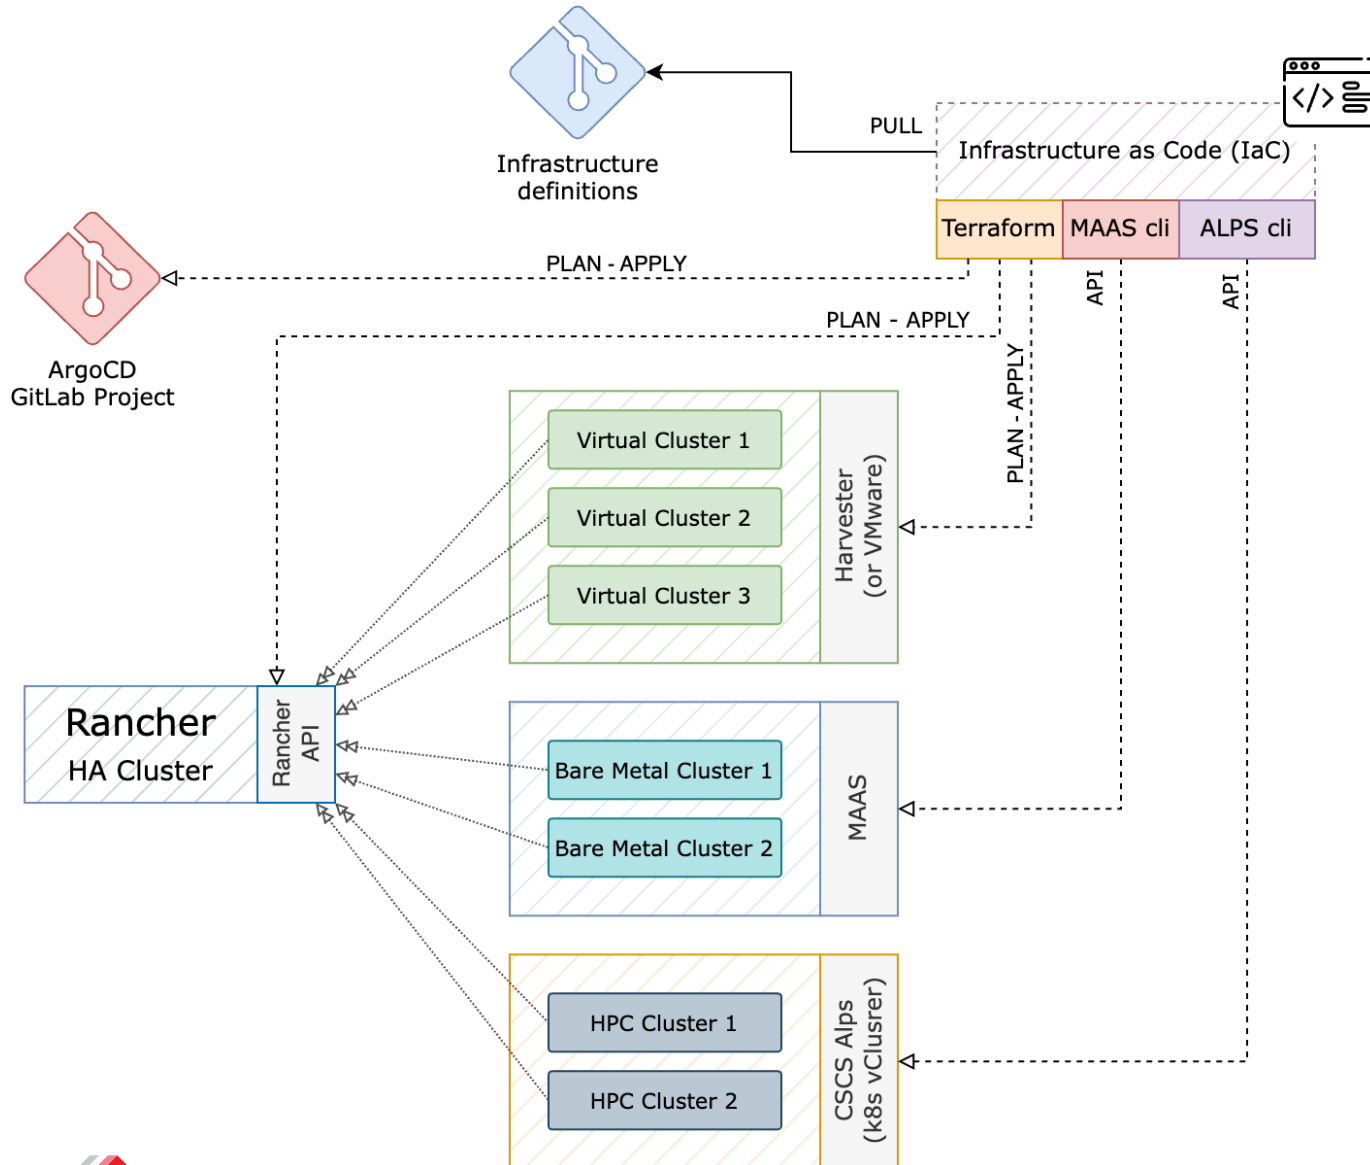 PULL
Infrastructure as Code (IaC)
Infrastructure
definitions
Terraform
MAAS cli
ALPS cli
PLAN - APPLY
API
API
PLAN - APPLY
PLAN - APPLY
ArgoCD
GitLab Project
Virtual Cluster 1
Virtual Cluster 2
Virtual Cluster 3
Harvester
(or VMware)
Rancher
HA Cluster
Rancher
API
Bare Metal Cluster 1
Bare Metal Cluster 2
MAAS
HPC Cluster 1
HPC Cluster 2
CSCS Alps
(k8s vClusrer)